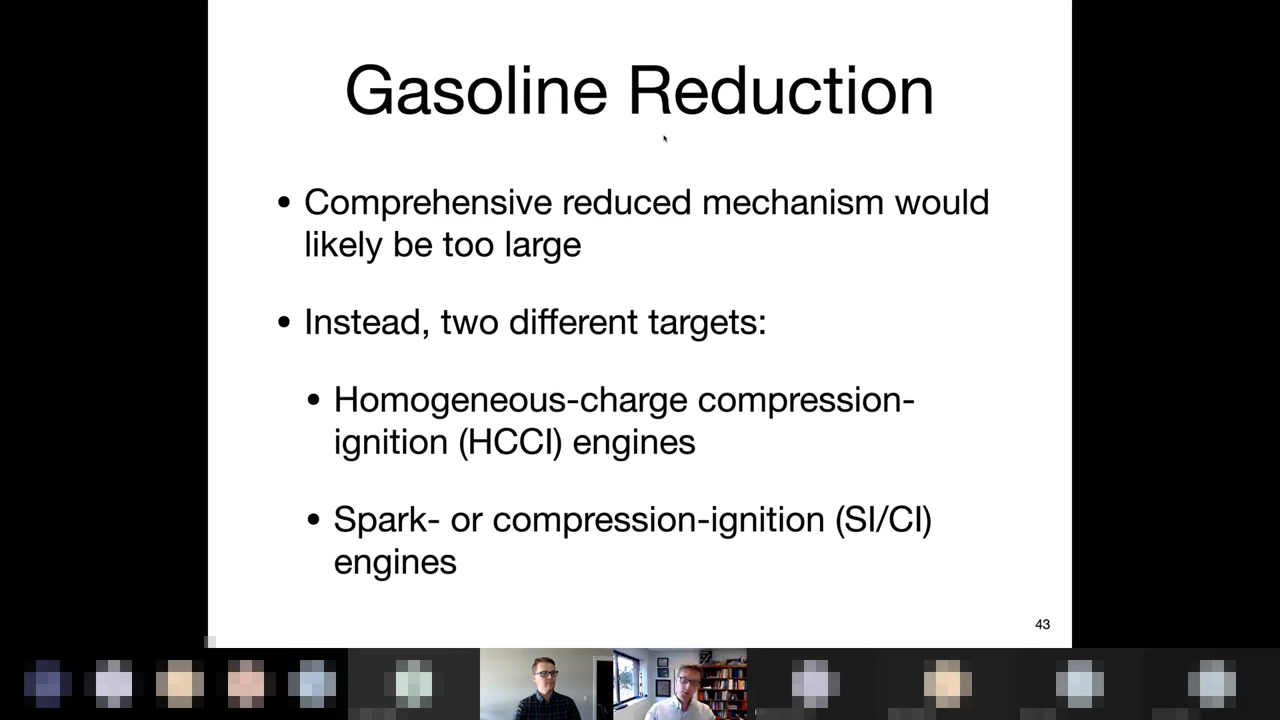 Gasoline Reduction
• Comprehensive reduced mechanism would
likely be too large
• Instead, two different targets:
• Homogeneous-charge compression-
ignition (HCCI) engines
• Spark- or compression-ignition (SI/CI)
engines
43